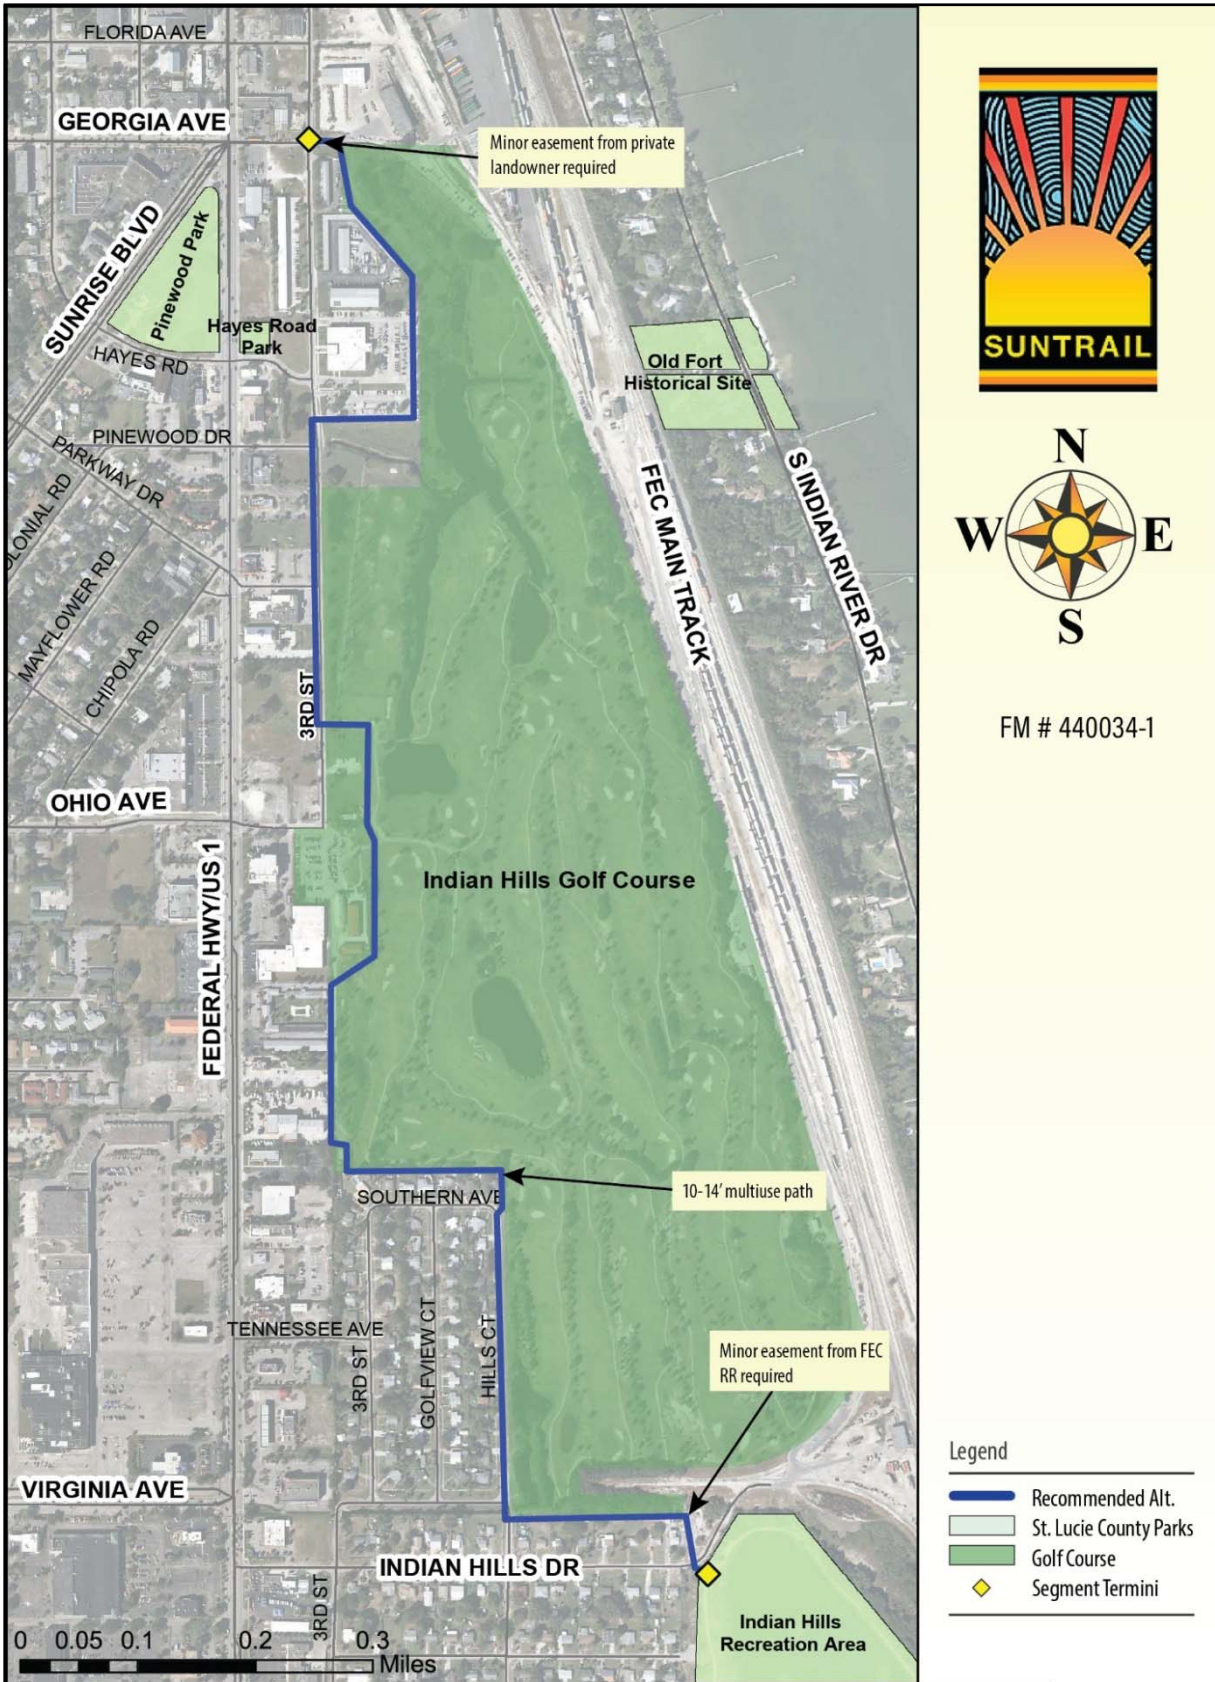 FLORIDA AVE
GEORGIA AVE
Minor easement from private
landowner required
SUNRISE BLVD
Pinewood Park
Hayes Road
Park
HAYES RD
Old Fort
Historical Site
PINEWOOD DR
PARKWAY DR
OLONIAL RD
MAYFLOWER RD
CHIPOLA RD
3RD ST
FEC MAIN TRACK
S INDIAN RIVER DR
OHIO AVE
FEDERAL HWY/US 1
Indian Hills Golf Course
10-14' multiuse path
SOUTHERN AVE
TENNESSEE AVE
3RD ST
GOLFVIEW CT
HILLS CT
Minor easement from FEC
RR required
VIRGINIA AVE
INDIAN HILLS DR
3RD ST
Indian Hills
Recreation Area
0 0.05 0.1 0.2 0.3
Miles
SUNTRAIL
N
W E
S
FM # 440034-1
Legend
Recommended Alt.
St. Lucie County Parks
Golf Course
Segment Termini